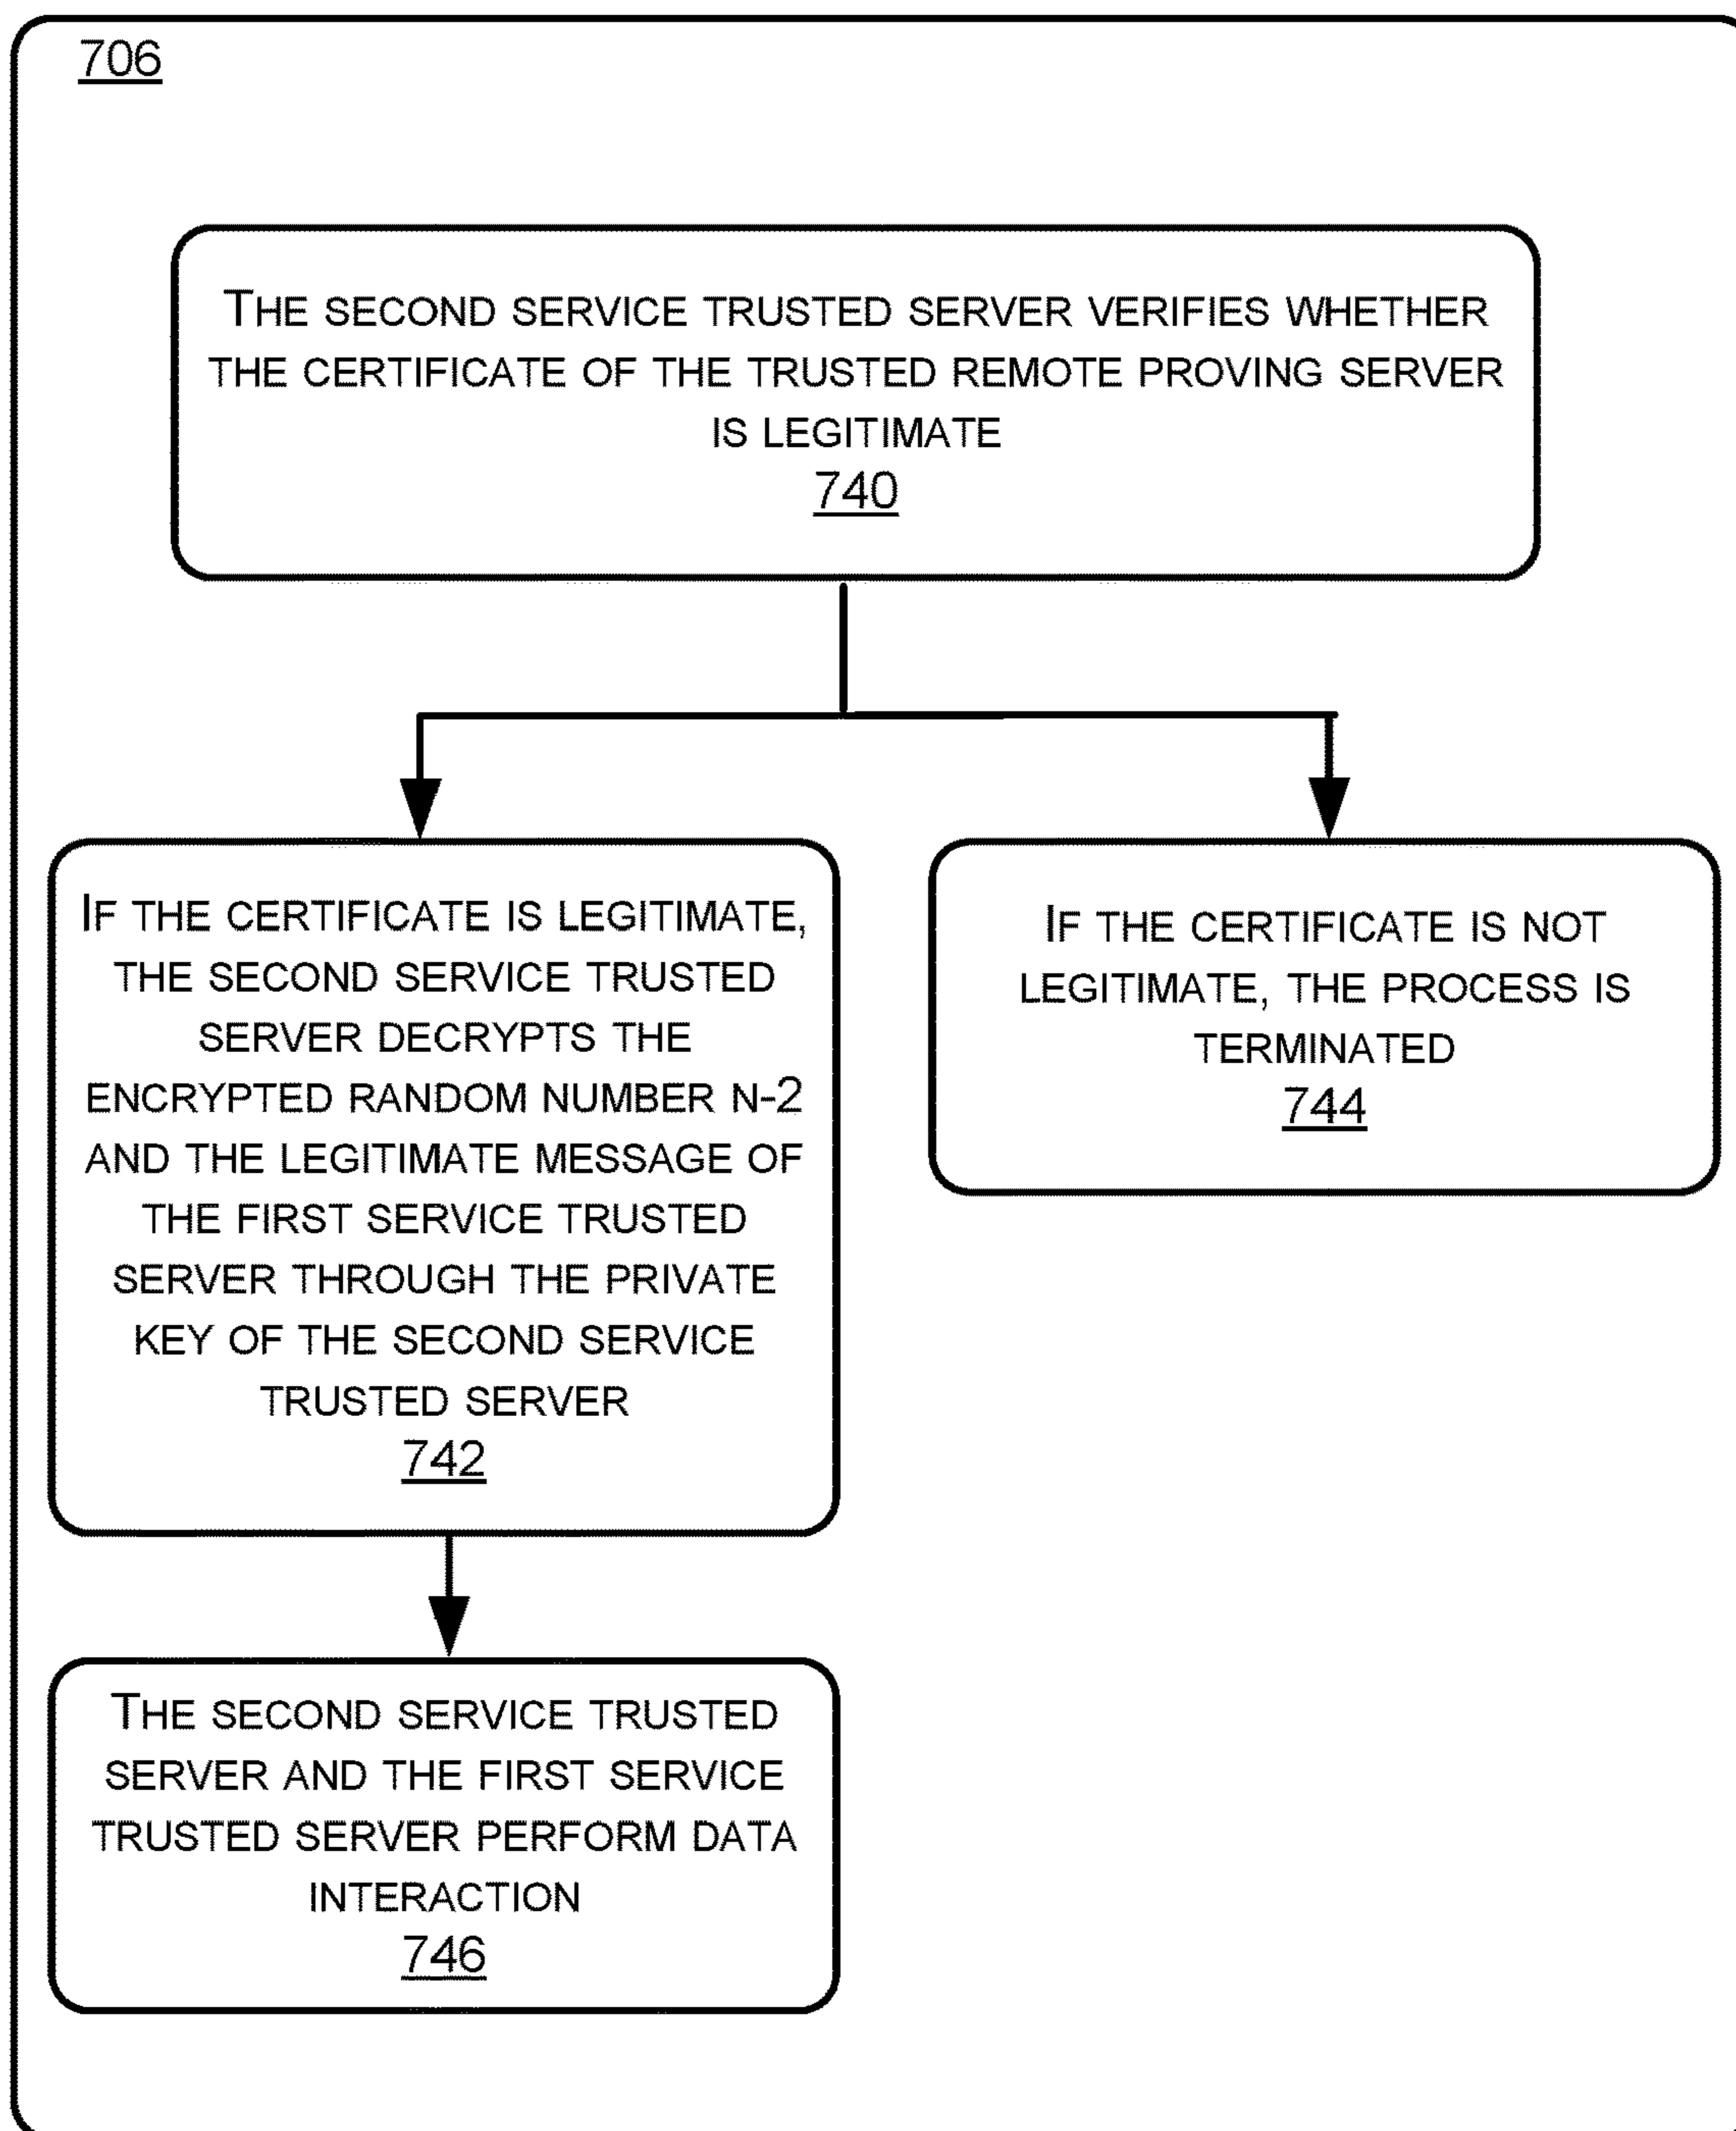 706
The second service trusted server verifies whether
the certificate of the trusted remote proving server
is legitimate
740
If the certificate is legitimate,
the second service trusted
server decrypts the
encrypted random number n-2
and the legitimate message of
the first service trusted
server through the private
key of the second service
trusted server
742
If the certificate is not
legitimate, the process is
terminated
744
The second service trusted
server and the first service
trusted server perform data
interaction
746